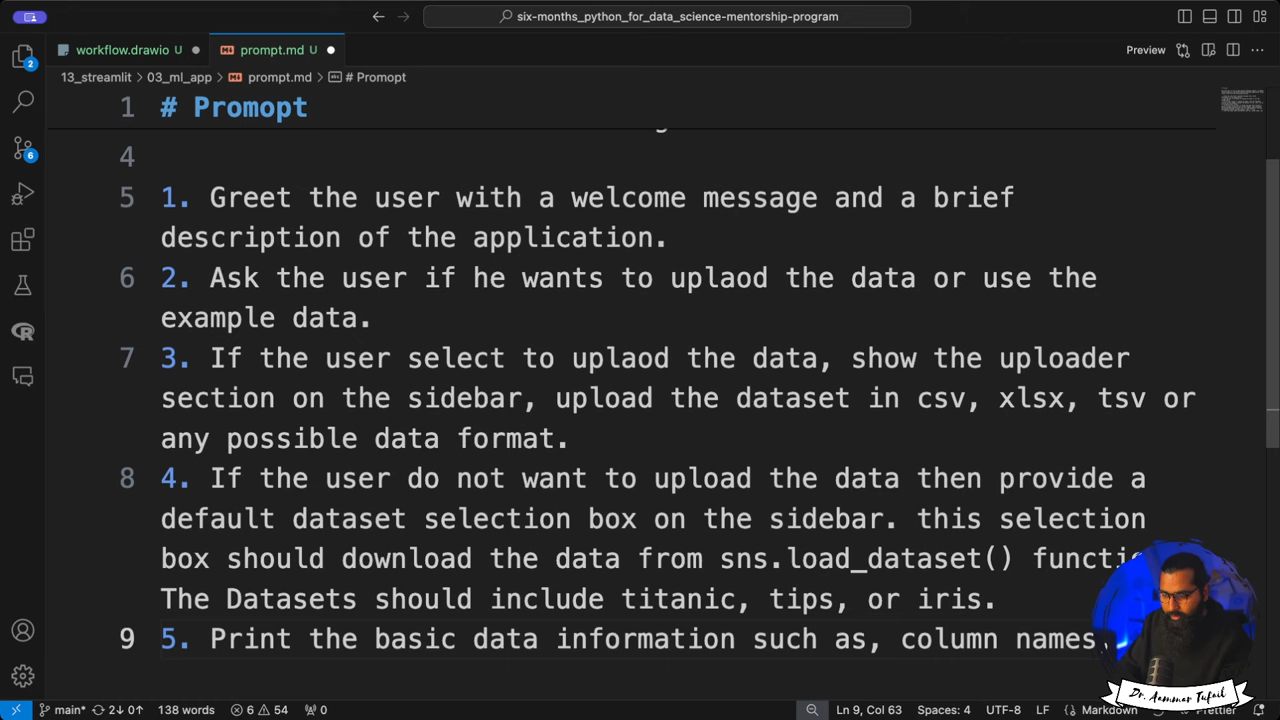 six-months_python_for_data_science-mentorship-program
workflow.drawio U
prompt.md U
Preview
13_streamlit > 03_ml_app > prompt.md > # Promopt
1 # Promopt
4
5 1. Greet the user with a welcome message and a brief
description of the application.
6 2. Ask the user if he wants to uplaod the data or use the
example data.
7 3. If the user select to uplaod the data, show the uploader
section on the sidebar, upload the dataset in csv, xlsx, tsv or
any possible data format.
8 4. If the user do not want to upload the data then provide a
default dataset selection box on the sidebar. this selection
box should download the data from sns.load_dataset()
The Datasets should include titanic, tips, or iris.
9 5. Print the basic data information such as, column names,
2
6
Dr. Aammar Tufail
main* 2↓ 0↑ 138 words 6 54 0 Ln 9, Col 63 Spaces: 4 UTF-8 LF Markdown Prettier